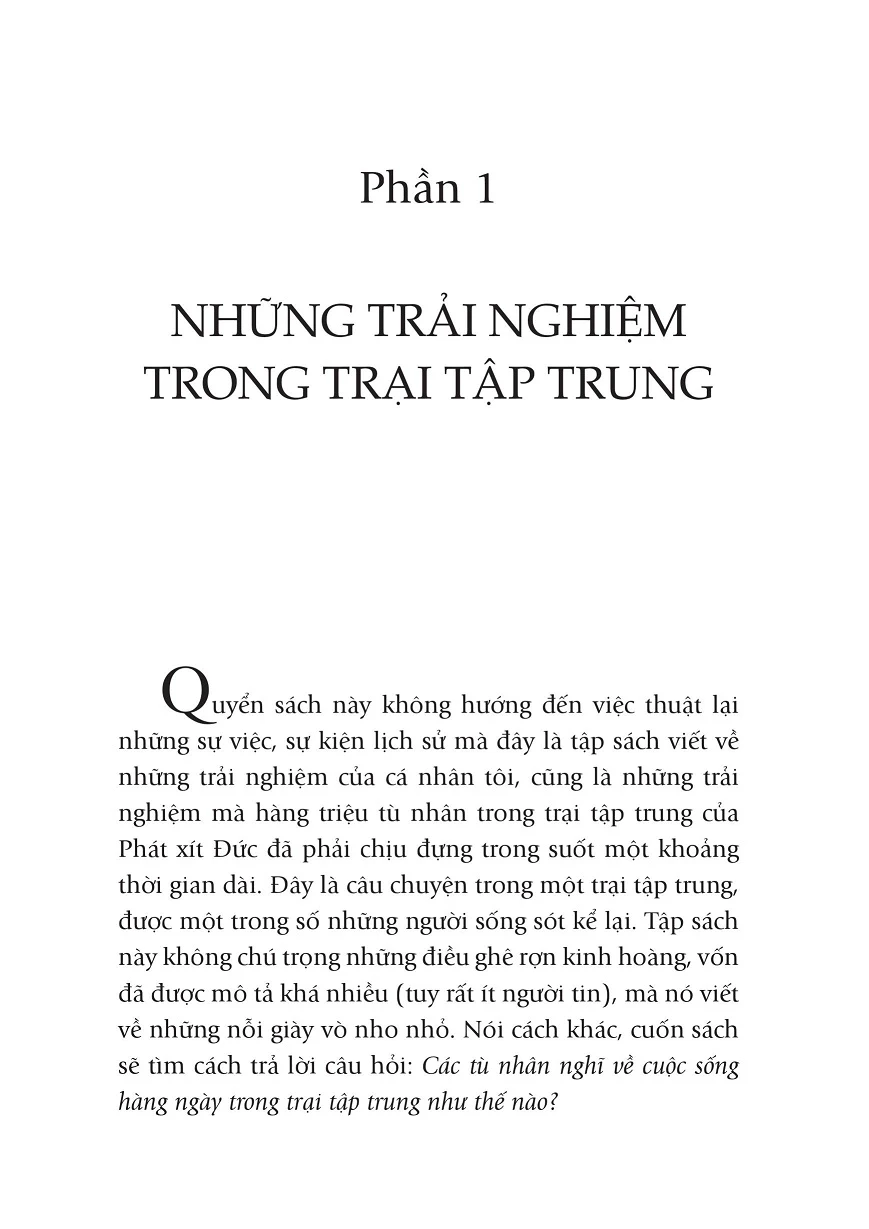 Phần 1
NHỮNG TRẢI NGHIỆM
TRONG TRẠI TẬP TRUNG
Quyển sách này không hướng đến việc thuật lại
những sự việc, sự kiện lịch sử mà đây là tập sách viết về
những trải nghiệm của cá nhân tôi, cũng là những trải
nghiệm mà hàng triệu tù nhân trong trại tập trung của
Phát xít Đức đã phải chịu đựng trong suốt một khoảng
thời gian dài. Đây là câu chuyện trong một trại tập trung,
được một trong số những người sống sót kể lại. Tập sách
này không chú trọng những điều ghê rợn kinh hoàng, vốn
đã được mô tả khá nhiều (tuy rất ít người tin), mà nó viết
về những nỗi giày vò nho nhỏ. Nói cách khác, cuốn sách
sẽ tìm cách trả lời câu hỏi: Các tù nhân nghĩ về cuộc sống
hàng ngày trong trại tập trung như thế nào?